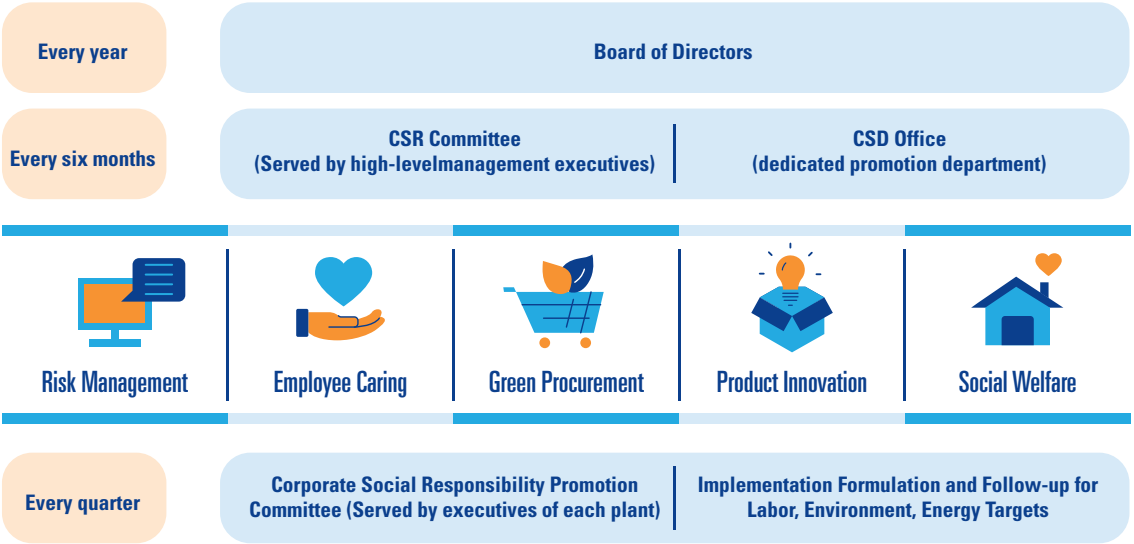 Every year
Board of Directors
Every six months
CSR Committee
(Served by high-levelmanagement executives)
CSD Office
(dedicated promotion department)
Risk Management
Employee Caring
Green Procurement
Product Innovation
Social Welfare
Every quarter
Corporate Social Responsibility Promotion
Committee (Served by executives of each plant)
Implementation Formulation and Follow-up for
Labor, Environment, Energy Targets